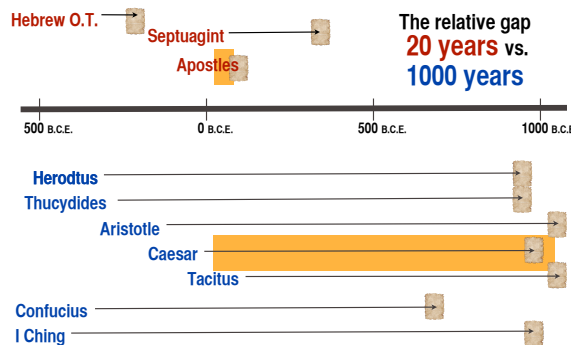 Hebrew O.T.
Septuagint
Apostles
The relative gap
20 years vs.
1000 years
500 B.C.E.
0 B.C.E.
500 B.C.E.
1000 B.C.E.
Herodtus
Thucydides
Aristotle
Caesar
Tacitus
Confucius
I Ching